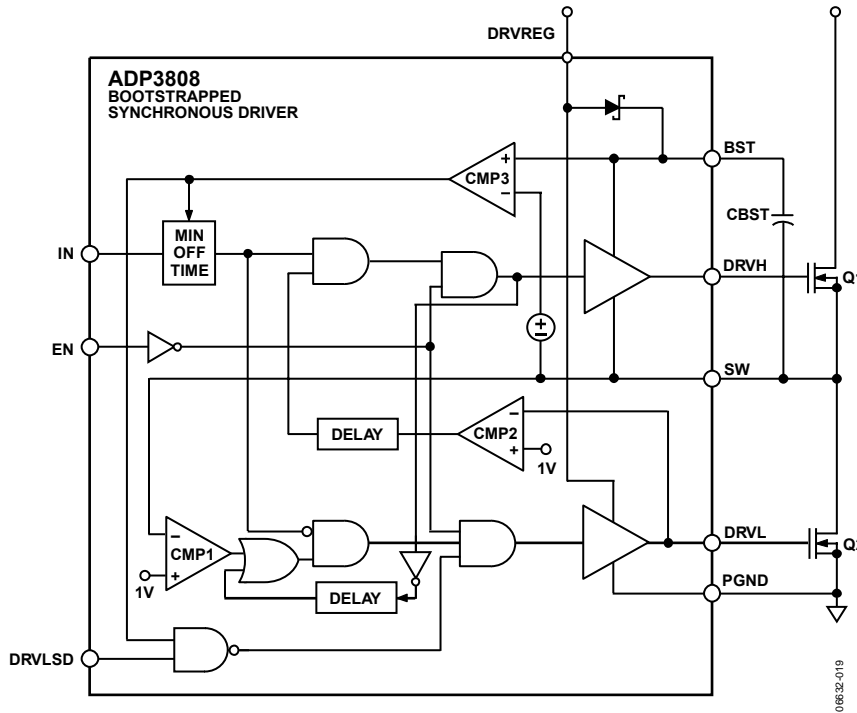 DRVREG
ADP3808
BOOTSTRAPPED
SYNCHRONOUS DRIVER
BST
CMP3
+
−
CBST
MIN
OFF
TIME
IN
DRVH
Q1
+
−
EN
SW
DELAY
CMP2
−
+
1V
DRVL
−
CMP1
+
1V
DELAY
PGND
DRVLSD
06632-019